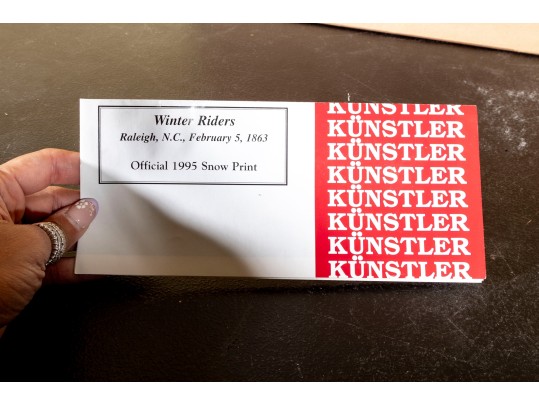 Winter Riders
Raleigh, N.C., February 5, 1863
Official 1995 Snow Print
KÜNSTLER
KÜNSTLER
KÜNSTLER
KÜNSTLER
KÜNSTLER
KÜNSTLER
KÜNSTLER
KÜNSTLER